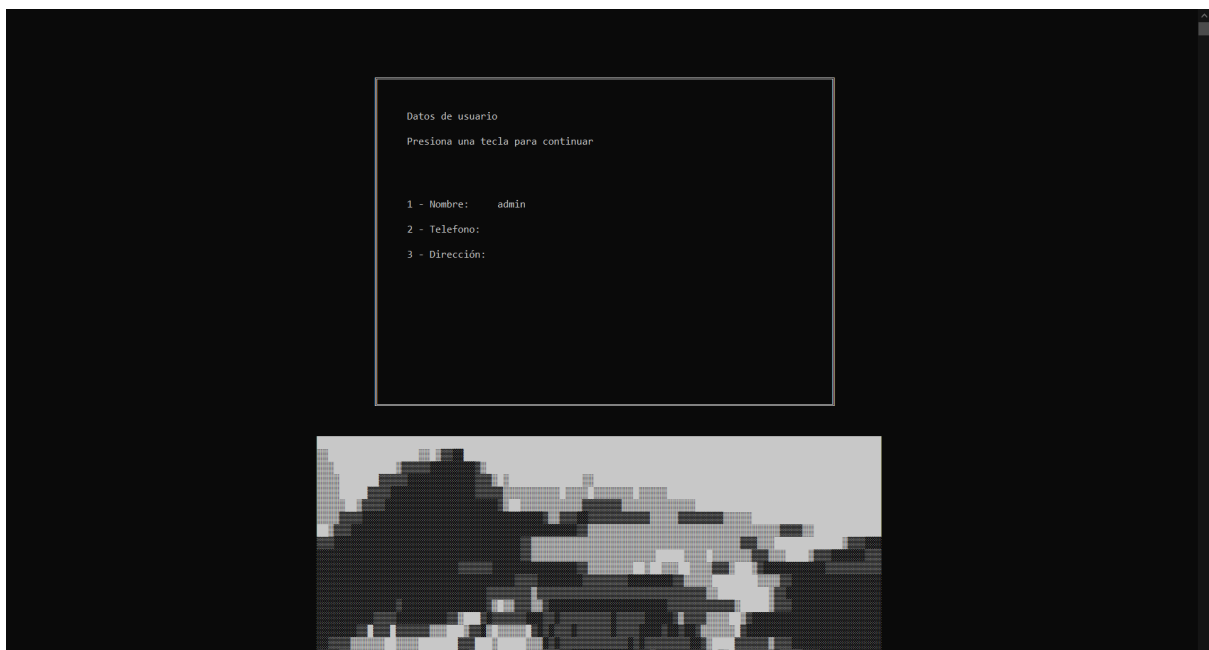 Datos de usuario
Presiona una tecla para continuar
1 - Nombre: admin
2 - Telefono:
3 - Dirección: